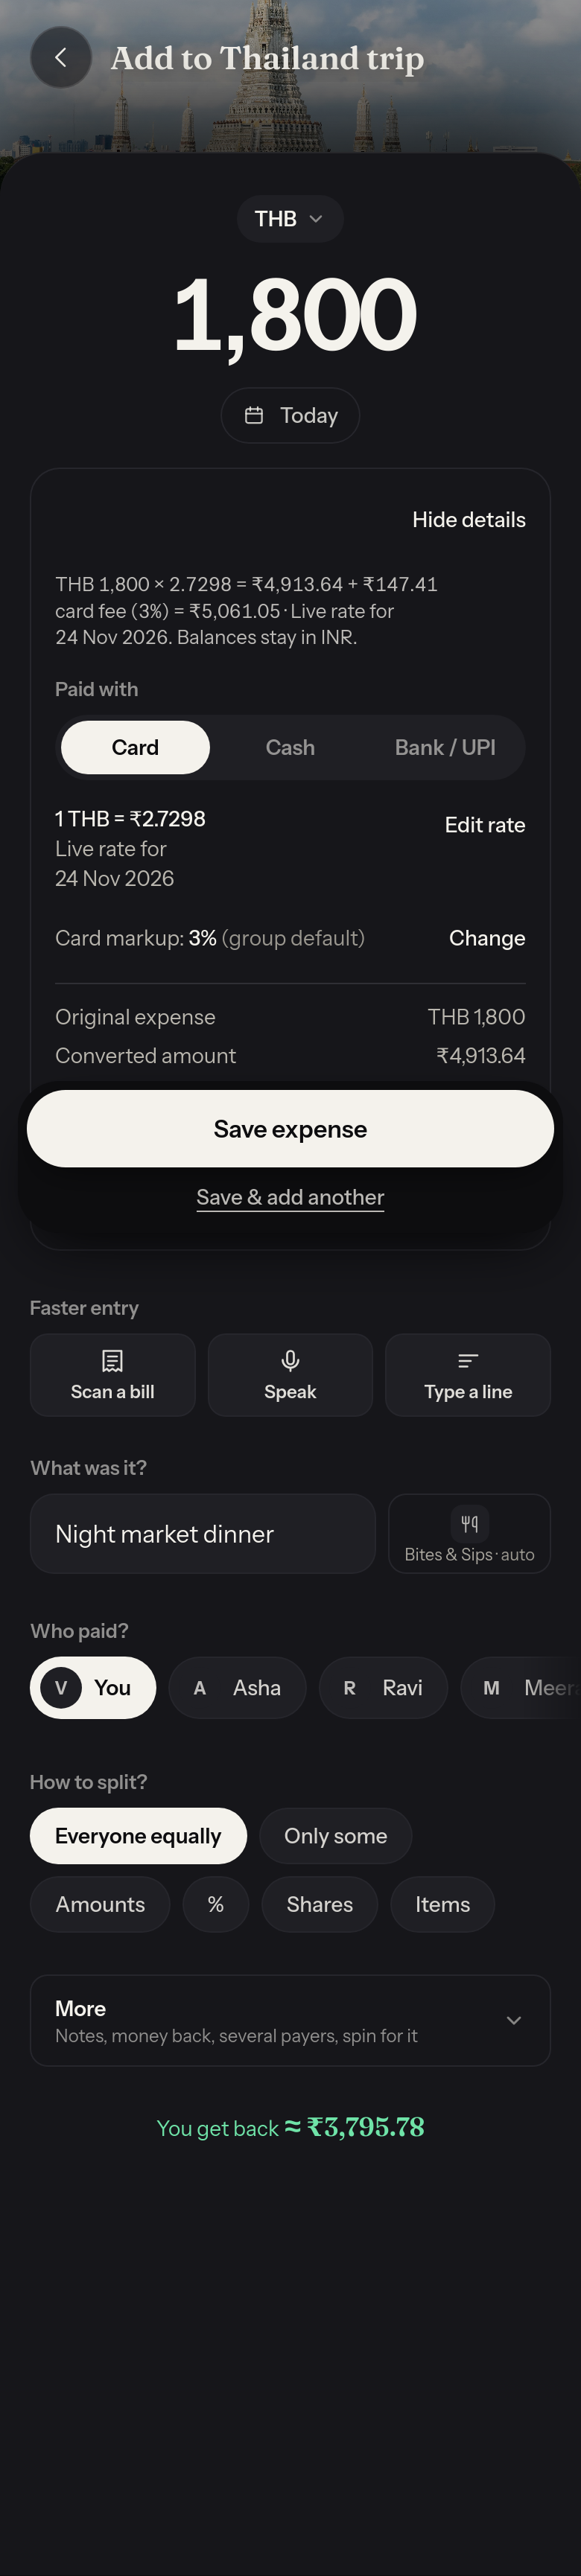 Add to Thailand trip
THB
1,800
Today
Hide details
THB 1,800 × 2.7298 = ₹4,913.64 + ₹147.41
card fee (3%) = ₹5,061.05 · Live rate for
24 Nov 2026. Balances stay in INR.
Paid with
Card Cash Bank / UPI
1 THB = ₹2.7298
Edit rate
Live rate for
24 Nov 2026
Card markup: 3% (group default) Change
Original expense THB 1,800
Converted amount ₹4,913.64
Save expense
Save & add another
Faster entry
Scan a bill Speak Type a line
What was it?
Night market dinner
Bites & Sips · auto
Who paid?
V You A Asha R Ravi M Meer
How to split?
Everyone equally Only some
Amounts % Shares Items
More
Notes, money back, several payers, spin for it
You get back ≈ ₹3,795.78